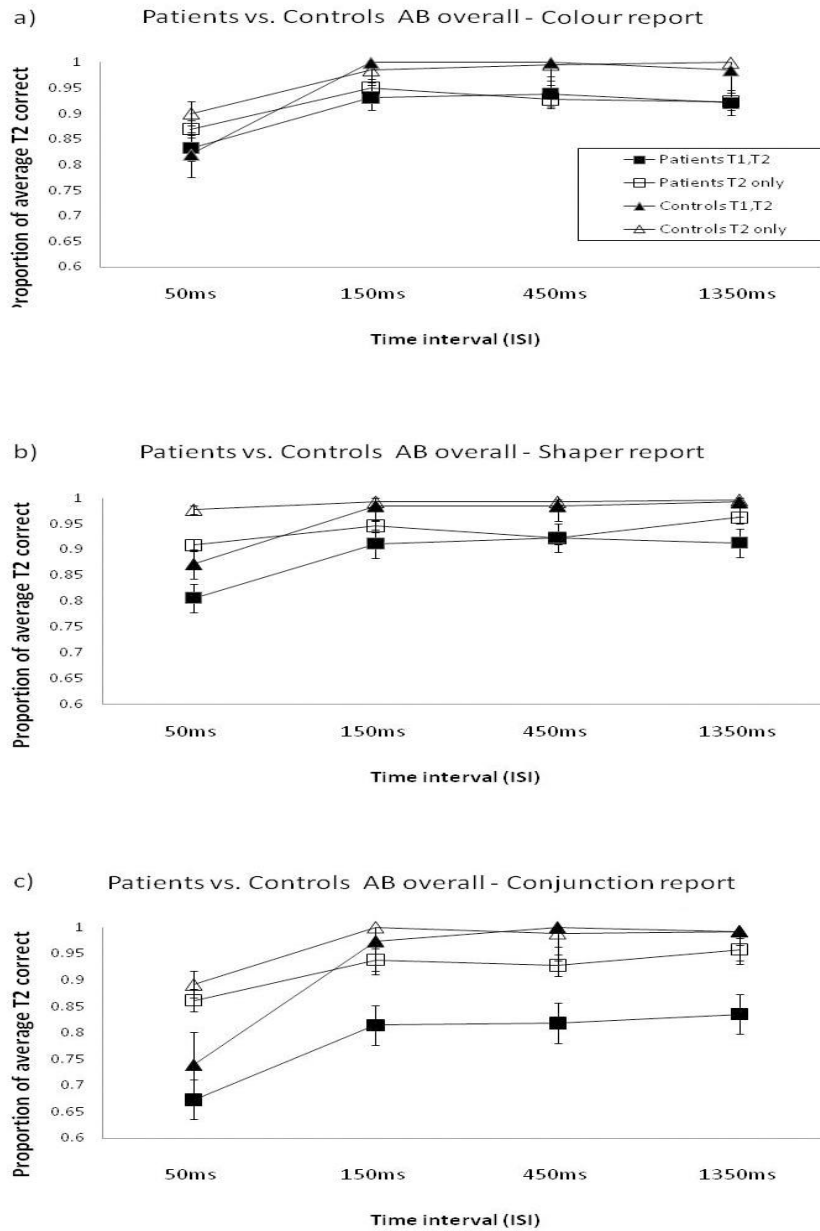 a) Patients vs. Controls AB overall - Colour report
Proportion of average T2 correct
1
0.95
0.9
0.85
0.8
0.75
0.7
0.65
0.6
Patients T1,T2
Patients T2 only
Controls T1,T2
Controls T2 only
50ms 150ms 450ms 1350ms
Time interval (ISI)
b) Patients vs. Controls AB overall - Shaper report
Proportion of average T2 correct
1
0.95
0.9
0.85
0.8
0.75
0.7
0.65
0.6
50ms 150ms 450ms 1350ms
Time interval (ISI)
c) Patients vs. Controls AB overall - Conjunction report
Proportion of average T2 correct
1
0.95
0.9
0.85
0.8
0.75
0.7
0.65
0.6
50ms 150ms 450ms 1350ms
Time interval (ISI)